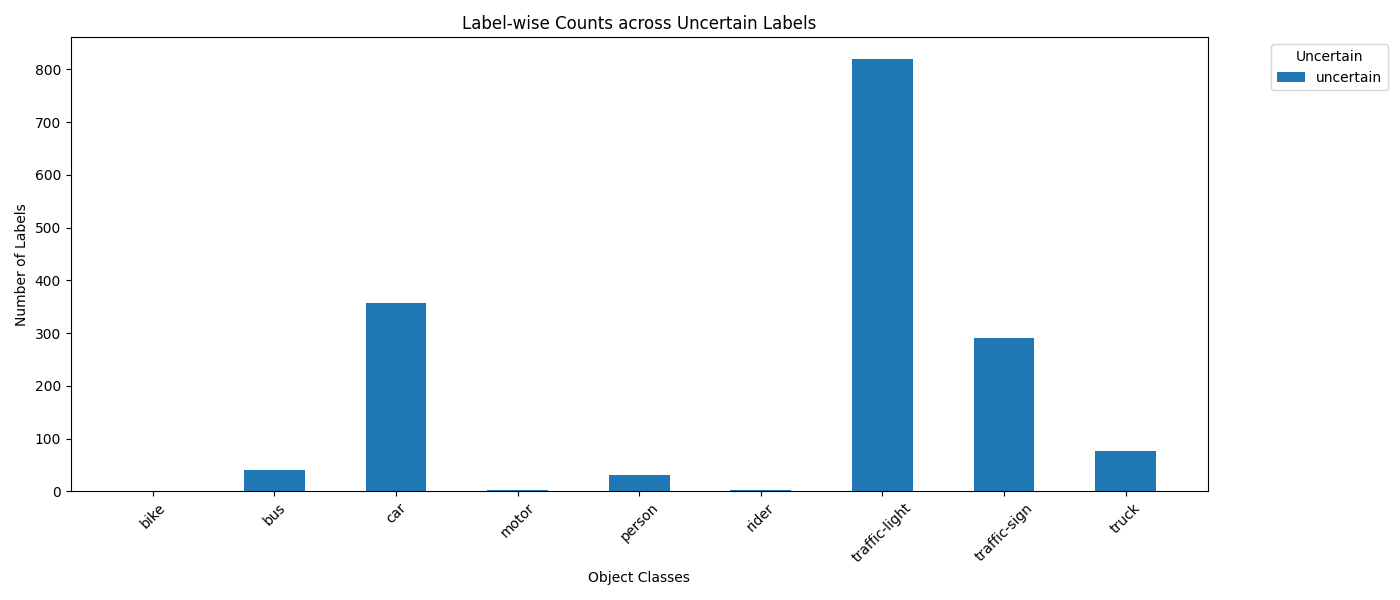 Label-wise Counts across Uncertain Labels
Uncertain
uncertain
Number of Labels
800
700
600
500
400
300
200
100
0
bike
bus
car
motor
person
rider
traffic-light
traffic-sign
truck
Object Classes